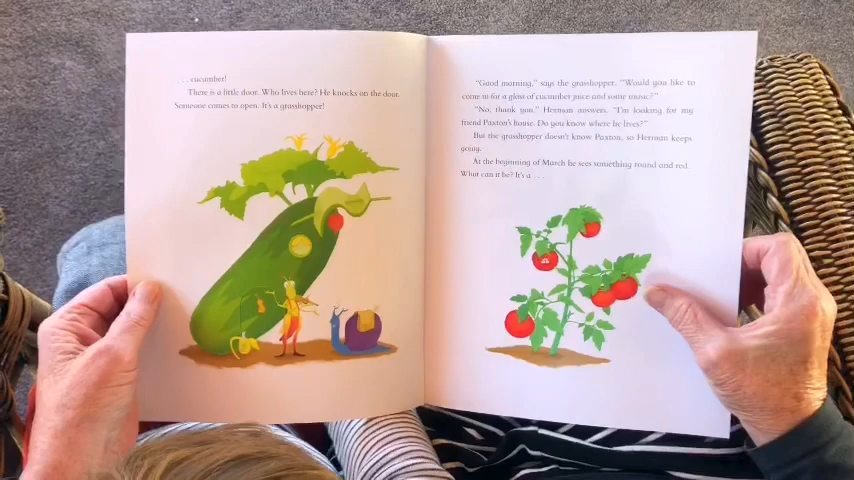 . . . cucumber!
There is a little door. Who lives here? He knocks on the door.
Someone comes to open. It's a grasshopper!
"Good morning," says the grasshopper. "Would you like to
come in for a glass of cucumber juice and some music?"
"No, thank you," Herman answers. "I'm looking for my
friend Paxton's house. Do you know where he lives?"
But the grasshopper doesn't know Paxton, so Herman keeps
going.
At the beginning of March he sees something round and red.
What can it be? It's a . . .